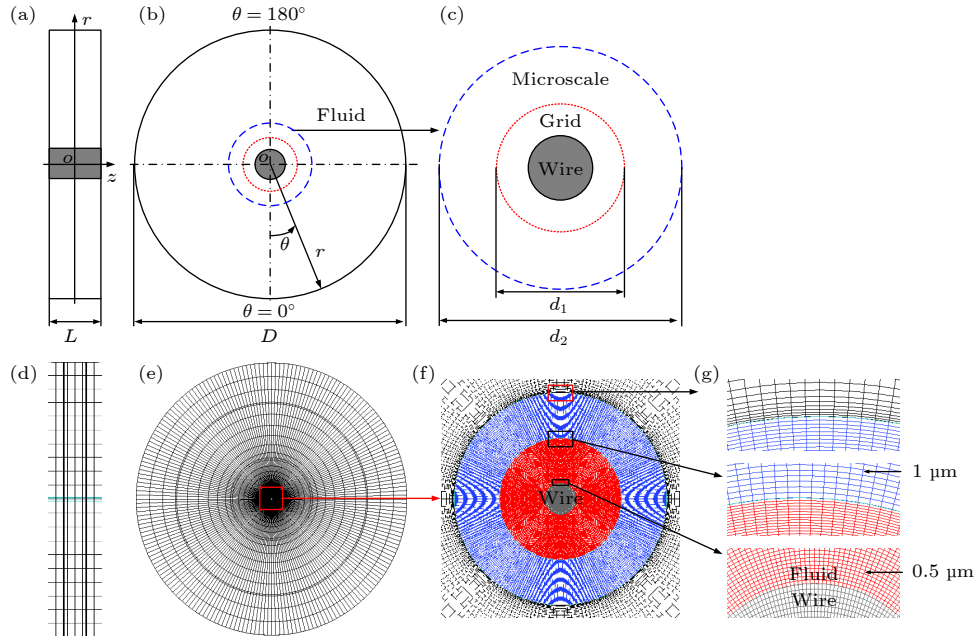 (a)
r
o
z
L
(b)
θ = 180°
o
θ
r
θ = 0°
D
Fluid
(c)
Microscale
Grid
Wire
d1
d2
(d)
(e)
(f)
Wire
(g)
1 µm
0.5 µm
Fluid
Wire